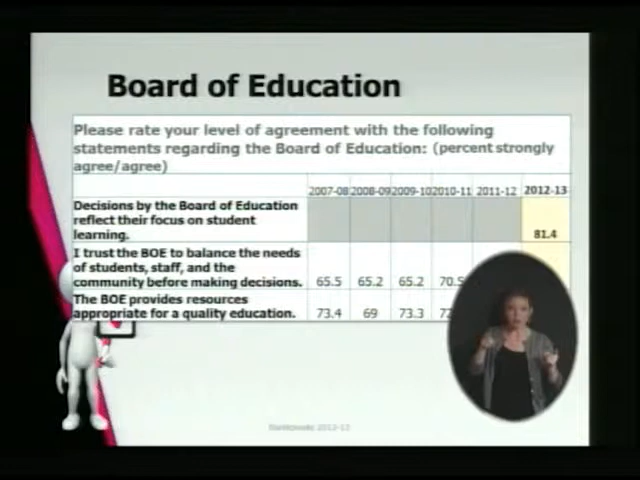 Board of Education
Please rate your level of agreement with the following
statements regarding the Board of Education: (percent strongly
agree/agree)
2007-08 2008-09 2009-10 2010-11 2011-12 2012-13
Decisions by the Board of Education
reflect their focus on student
learning. 81.4
I trust the BOE to balance the needs
of students, staff, and the
community before making decisions. 65.5 65.2 65.2
The BOE provides resources
appropriate for a quality education. 73.4 69 73.3
2012-13